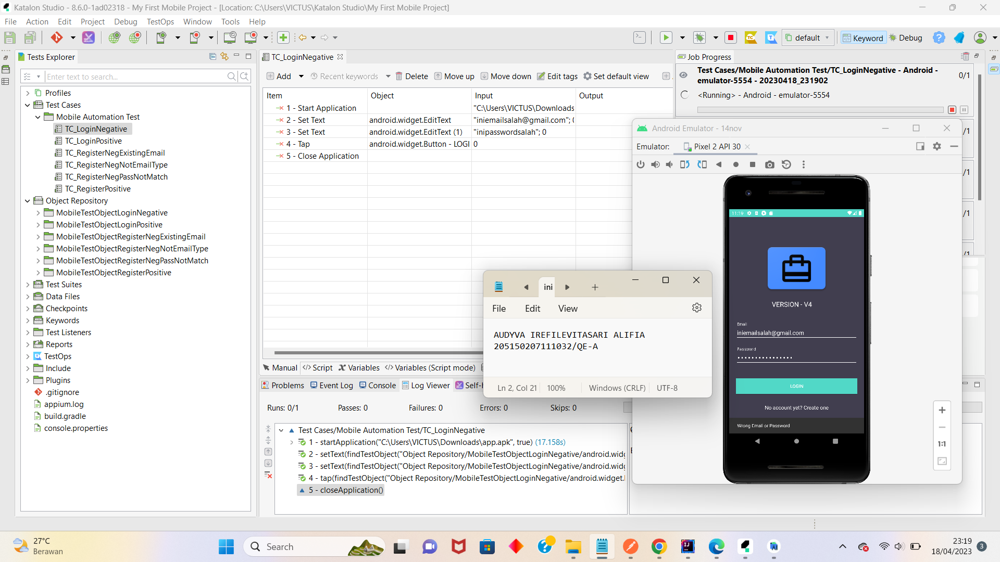 Katalon Studio - 8.6.0-1ad02318 - My First Mobile Project - [Location: C:\Users\VICTUS\Katalon Studio\My First Mobile Project]
File Action Edit Project Debug TestOps Window Tools Help
default
Keyword
Debug
Tests Explorer
Enter text to search...
Profiles
Test Cases
Mobile Automation Test
TC_LoginNegative
TC_LoginPositive
TC_RegisterNegExistingEmail
TC_RegisterNegNotEmailType
TC_RegisterNegPassNotMatch
TC_RegisterPositive
Object Repository
MobileTestObjectLoginNegative
MobileTestObjectLoginPositive
MobileTestObjectRegisterNegExistingEmail
MobileTestObjectRegisterNegNotEmailType
MobileTestObjectRegisterNegPassNotMatch
MobileTestObjectRegisterPositive
Test Suites
Data Files
Checkpoints
Keywords
Test Listeners
Reports
TestOps
Include
Plugins
.gitignore
appium.log
build.gradle
console.properties
TC_LoginNegative
Add Recent keywords Delete Move up Move down Edit tags Set default view
Item Object Input Output
1 - Start Application "C:\Users\VICTUS\Downloads
2 - Set Text android.widget.EditText "iniemailsalah@gmail.com"; (
3 - Set Text android.widget.EditText (1) "inipasswordsalah"; 0
4 - Tap android.widget.Button - LOGI 0
5 - Close Application
Manual Script Variables Variables (Script mode)
Problems Event Log Console Log Viewer Self-
Runs: 0/1 Passes: 0 Failures: 0 Errors: 0 Skips: 0
Test Cases/Mobile Automation Test/TC_LoginNegative
1 - startApplication("C:\Users\VICTUS\Downloads\app.apk", true) (17.158s)
2 - setText(findTestObject("Object Repository/MobileTestObjectLoginNegative/android.widg
3 - setText(findTestObject("Object Repository/MobileTestObjectLoginNegative/android.widg
4 - tap(findTestObject("Object Repository/MobileTestObjectLoginNegative/android.widget.
5 - closeApplication()
Job Progress
Test Cases/Mobile Automation Test/TC_LoginNegative - Android -
emulator-5554 - 20230418_231902
0/1
<Running> - Android - emulator-5554
/1
/1
/1
/1
Android Emulator - 14nov
Emulator: Pixel 2 API 30
11:19
VERSION - V4
Email
iniemailsalah@gmail.com
Password
LOGIN
No account yet? Create one
Wrong Email or Password
1:1
ini
File Edit View
AUDYVA IREFILEVITASARI ALIFIA
205150207111032/QE-A
Ln 2, Col 21 100% Windows (CRLF) UTF-8
27°C
Berawan
Search
23:19
18/04/2023
3